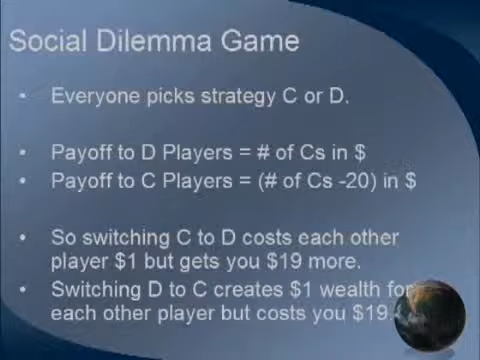 Social Dilemma Game
• Everyone picks strategy C or D.
• Payoff to D Players = # of Cs in $
• Payoff to C Players = (# of Cs -20) in $
• So switching C to D costs each other
player $1 but gets you $19 more.
• Switching D to C creates $1 wealth for
each other player but costs you $19.